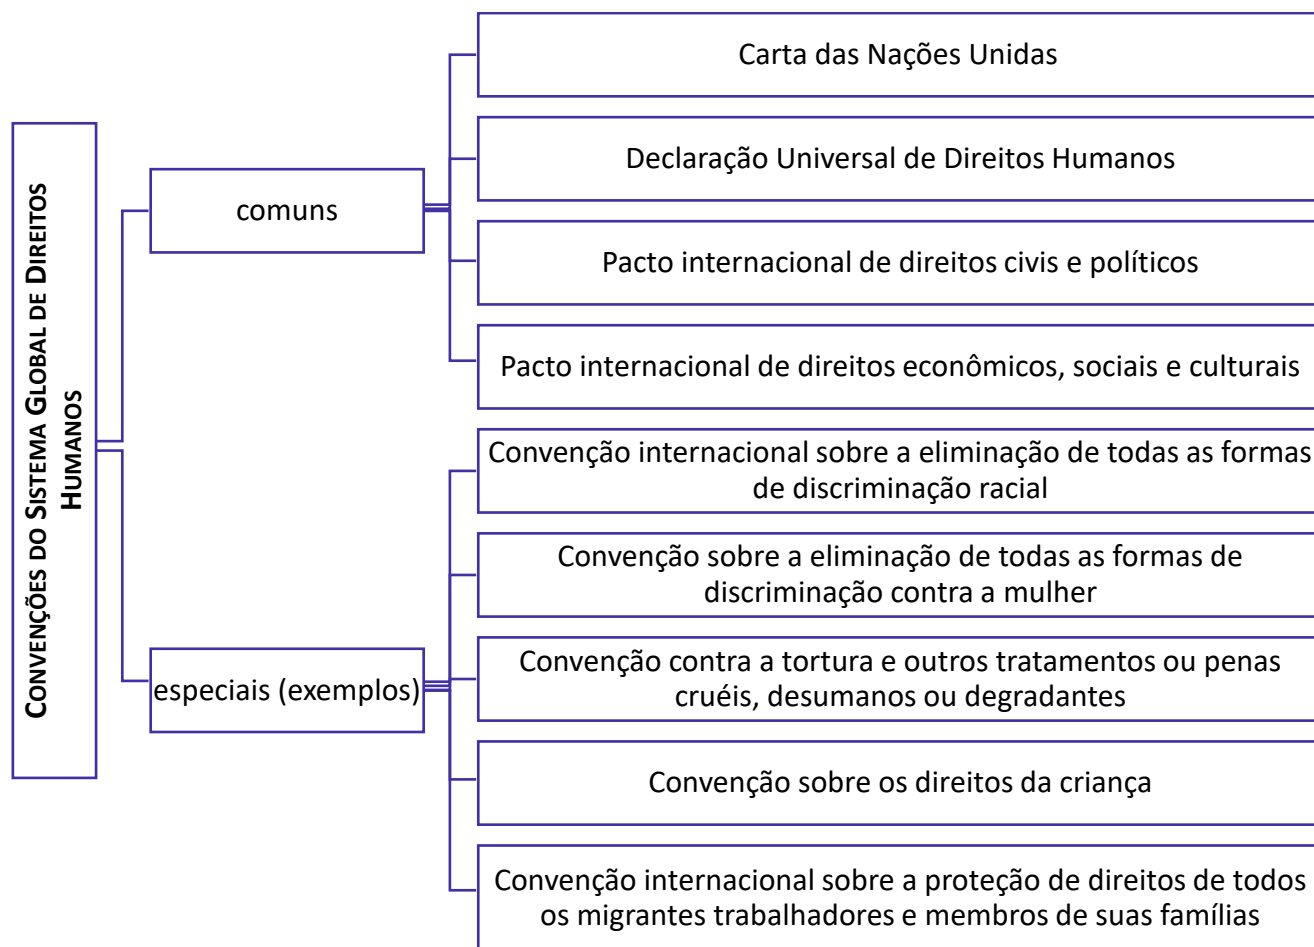 CONVENÇÕES DO SISTEMA GLOBAL DE DIREITOS
HUMANOS
comuns
Carta das Nações Unidas
Declaração Universal de Direitos Humanos
Pacto internacional de direitos civis e políticos
Pacto internacional de direitos econômicos, sociais e culturais
especiais (exemplos)
Convenção internacional sobre a eliminação de todas as formas
de discriminação racial
Convenção sobre a eliminação de todas as formas de
discriminação contra a mulher
Convenção contra a tortura e outros tratamentos ou penas
cruéis, desumanos ou degradantes
Convenção sobre os direitos da criança
Convenção internacional sobre a proteção de direitos de todos
os migrantes trabalhadores e membros de suas famílias